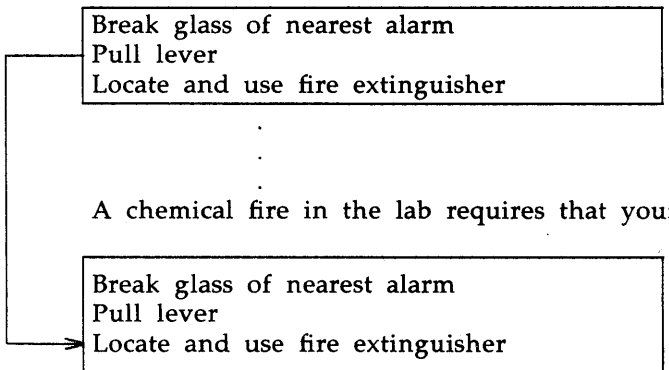 Break glass of nearest alarm
Pull lever
Locate and use fire extinguisher
.
.
.
A chemical fire in the lab requires that you:
Break glass of nearest alarm
Pull lever
Locate and use fire extinguisher